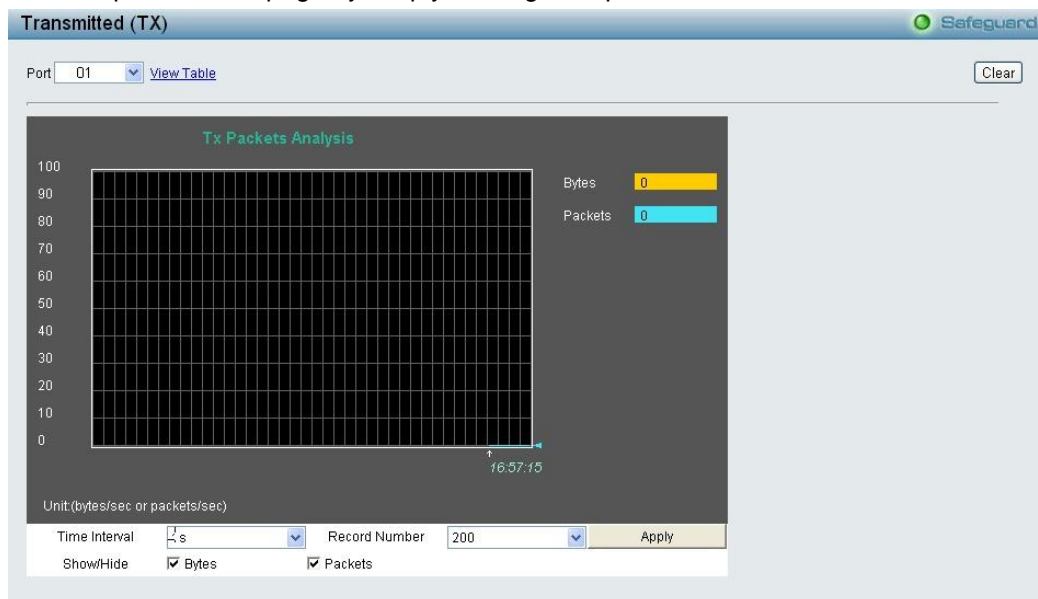 Transmitted (TX)
Safeguard
Port 01 View Table
Clear
Tx Packets Analysis
100
90
80
70
60
50
40
30
20
10
0
Bytes 0
Packets 0
16:57:15
Unit:(bytes/sec or packets/sec)
Time Interval s Record Number 200 Apply
Show/Hide Bytes Packets